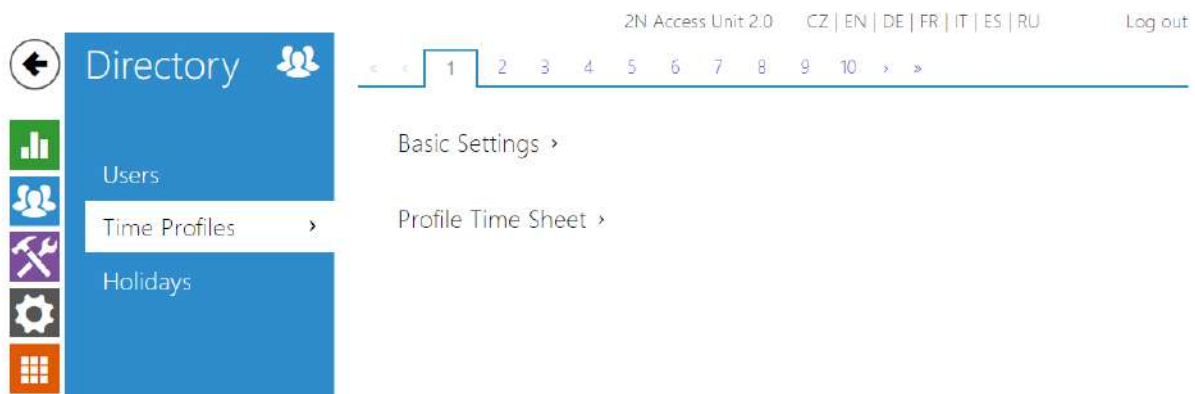 2N Access Unit 2.0 CZ | EN | DE | FR | IT | ES | RU Log out
Directory
« ‹ 1 2 3 4 5 6 7 8 9 10 › »
Basic Settings ›
Users
Time Profiles ›
Profile Time Sheet ›
Holidays